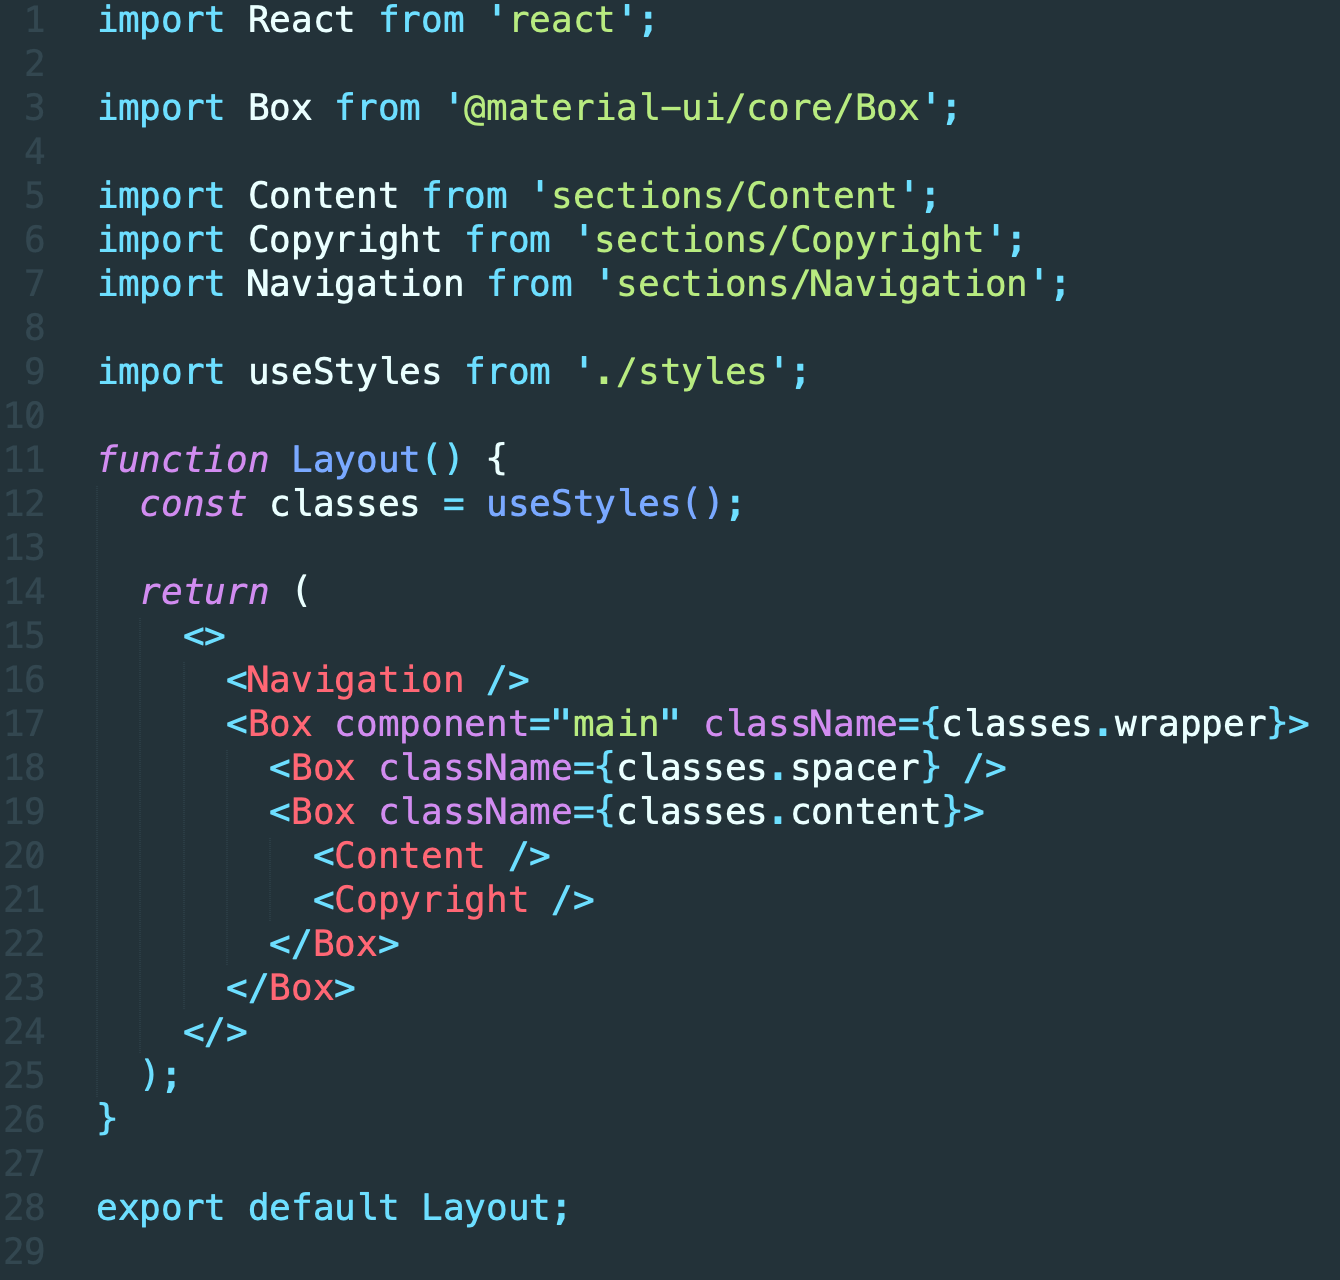 1 import React from 'react';
2
3 import Box from '@material-ui/core/Box';
4
5 import Content from 'sections/Content';
6 import Copyright from 'sections/Copyright';
7 import Navigation from 'sections/Navigation';
8
9 import useStyles from './styles';
10
11 function Layout() {
12   const classes = useStyles();
13
14   return (
15     <>
16       <Navigation />
17       <Box component="main" className={classes.wrapper}>
18         <Box className={classes.spacer} />
19         <Box className={classes.content}>
20           <Content />
21           <Copyright />
22         </Box>
23       </Box>
24     </>
25   );
26 }
27
28 export default Layout;
29